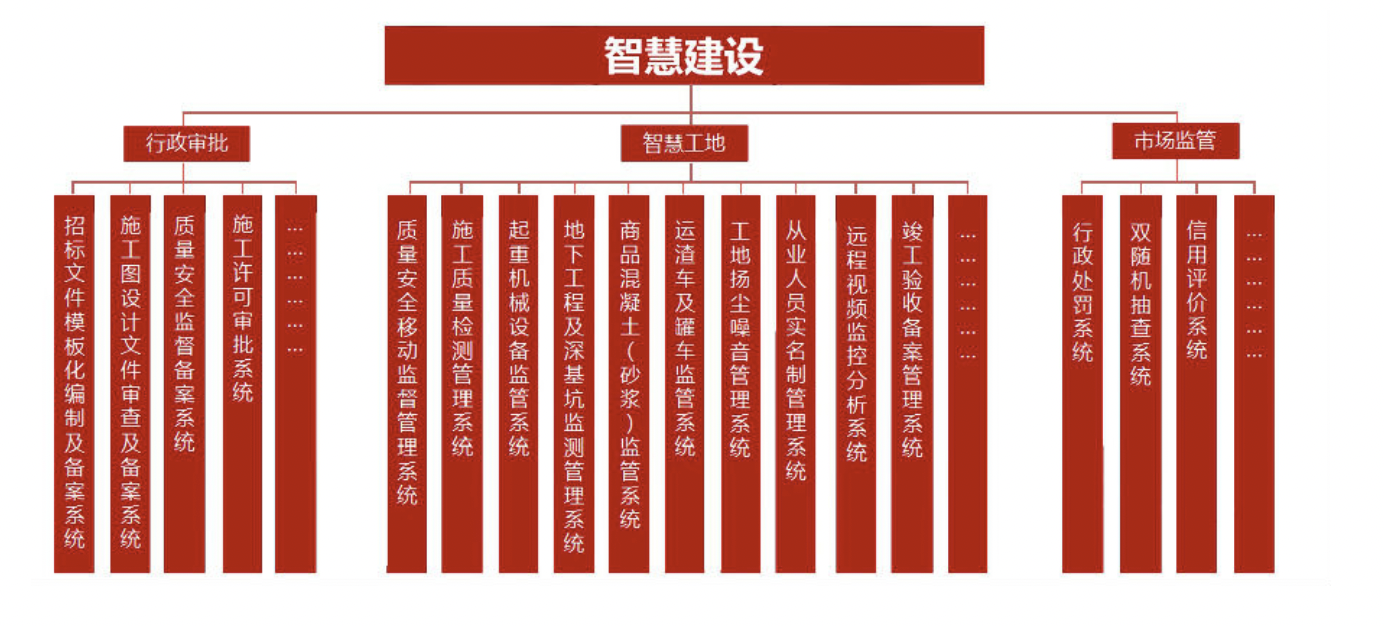 智慧建设
行政审批
智慧工地
市场监管
招标文件模板化编制及备案系统
施工图设计文件审查及备案系统
质量安全监督备案系统
施工许可审批系统
… … … … … …
质量安全移动监督管理系统
施工质量检测管理系统
起重机械设备监管系统
地下工程及深基坑监测管理系统
商品混凝土(砂浆)监管系统
运渣车及罐车监管系统
工地扬尘噪音管理系统
从业人员实名制管理系统
远程视频监控分析系统
竣工验收备案管理系统
… … … … … …
行政处罚系统
双随机抽查系统
信用评价系统
… … … … … …